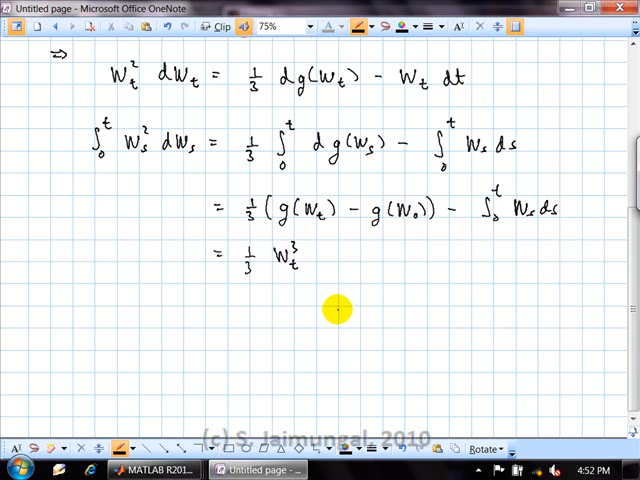 Untitled page - Microsoft Office OneNote
Clip 75%
⇒
W_t^2 dW_t = 1/3 dg(W_t) - W_t dt
∫_0^t W_s^2 dW_s = 1/3 ∫_0^t dg(W_s) - ∫_0^t W_s ds
= 1/3 (g(W_t) - g(W_0)) - ∫_0^t W_s ds
= 1/3 W_t^3
(c) S. Jaimungal, 2010
Rotate
MATLAB R201... Untitled page - ... 4:52 PM